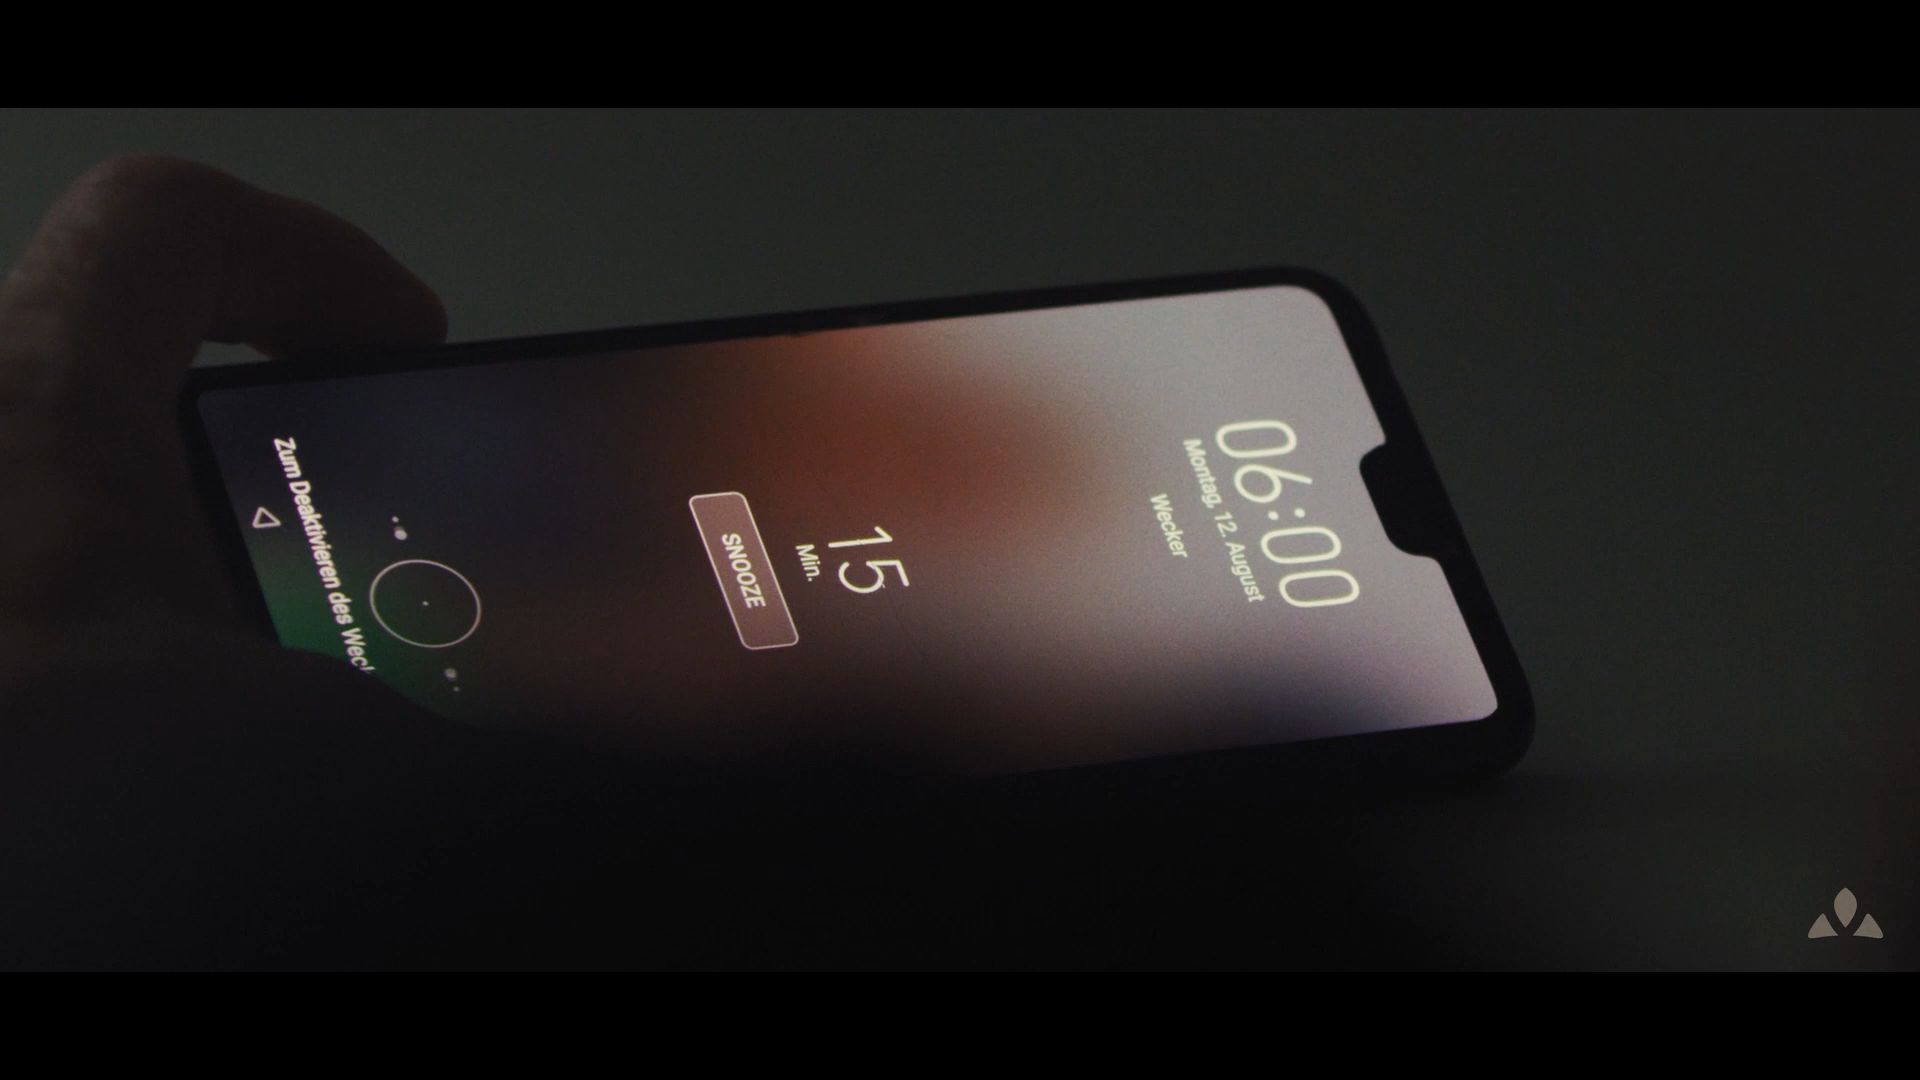 06:00
Montag, 12. August
Wecker
15
Min.
SNOOZE
Zum Deaktivieren des